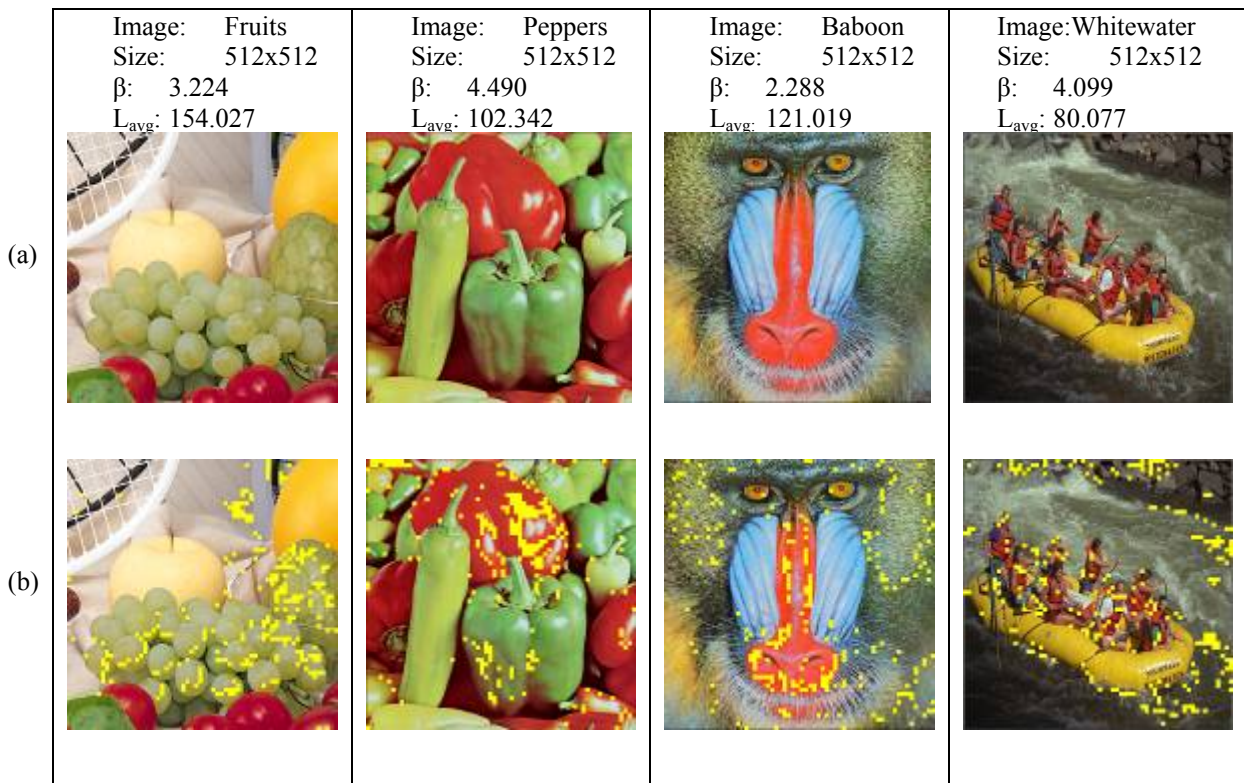 Image: Fruits
Size: 512x512
β: 3.224
Lavg: 154.027
Image: Peppers
Size: 512x512
β: 4.490
Lavg: 102.342
Image: Baboon
Size: 512x512
β: 2.288
Lavg: 121.019
Image:Whitewater
Size: 512x512
β: 4.099
Lavg: 80.077
(a)
(b)